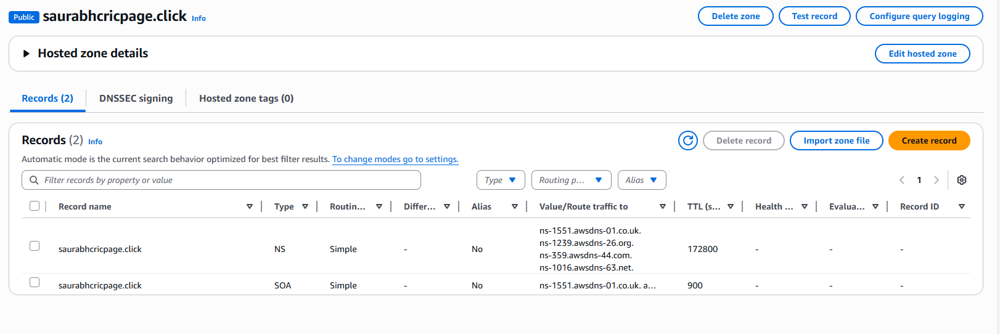 Public saurabhcricpage.click Info Delete zone Test record Configure query logging
Hosted zone details Edit hosted zone
Records (2) DNSSEC signing Hosted zone tags (0)
Records (2) Info Delete record Import zone file Create record
Automatic mode is the current search behavior optimized for best filter results. To change modes go to settings.
Filter records by property or value Type Routing p... Alias 1
Record name Type Routin... Differ... Alias Value/Route traffic to TTL (s... Health ... Evalua... Record ID
ns-1551.awsdns-01.co.uk.
ns-1239.awsdns-26.org.
saurabhcricpage.click NS Simple - No 172800 - - -
ns-359.awsdns-44.com.
ns-1016.awsdns-63.net.
saurabhcricpage.click SOA Simple - No ns-1551.awsdns-01.co.uk. a... 900 - - -